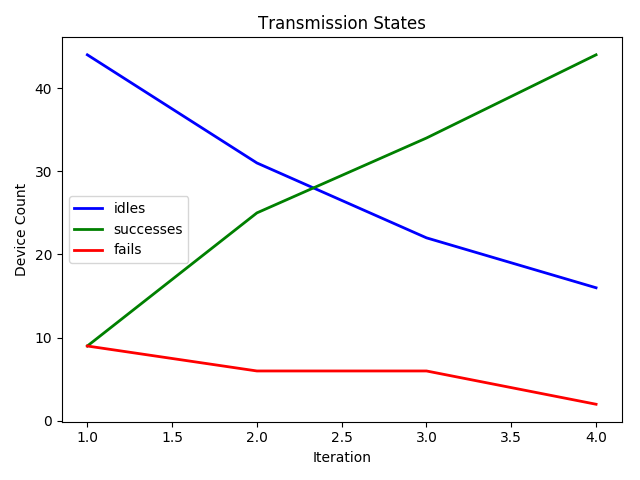 Transmission States
Device Count
40
30
20
10
0
idles
successes
fails
1.0 1.5 2.0 2.5 3.0 3.5 4.0
Iteration